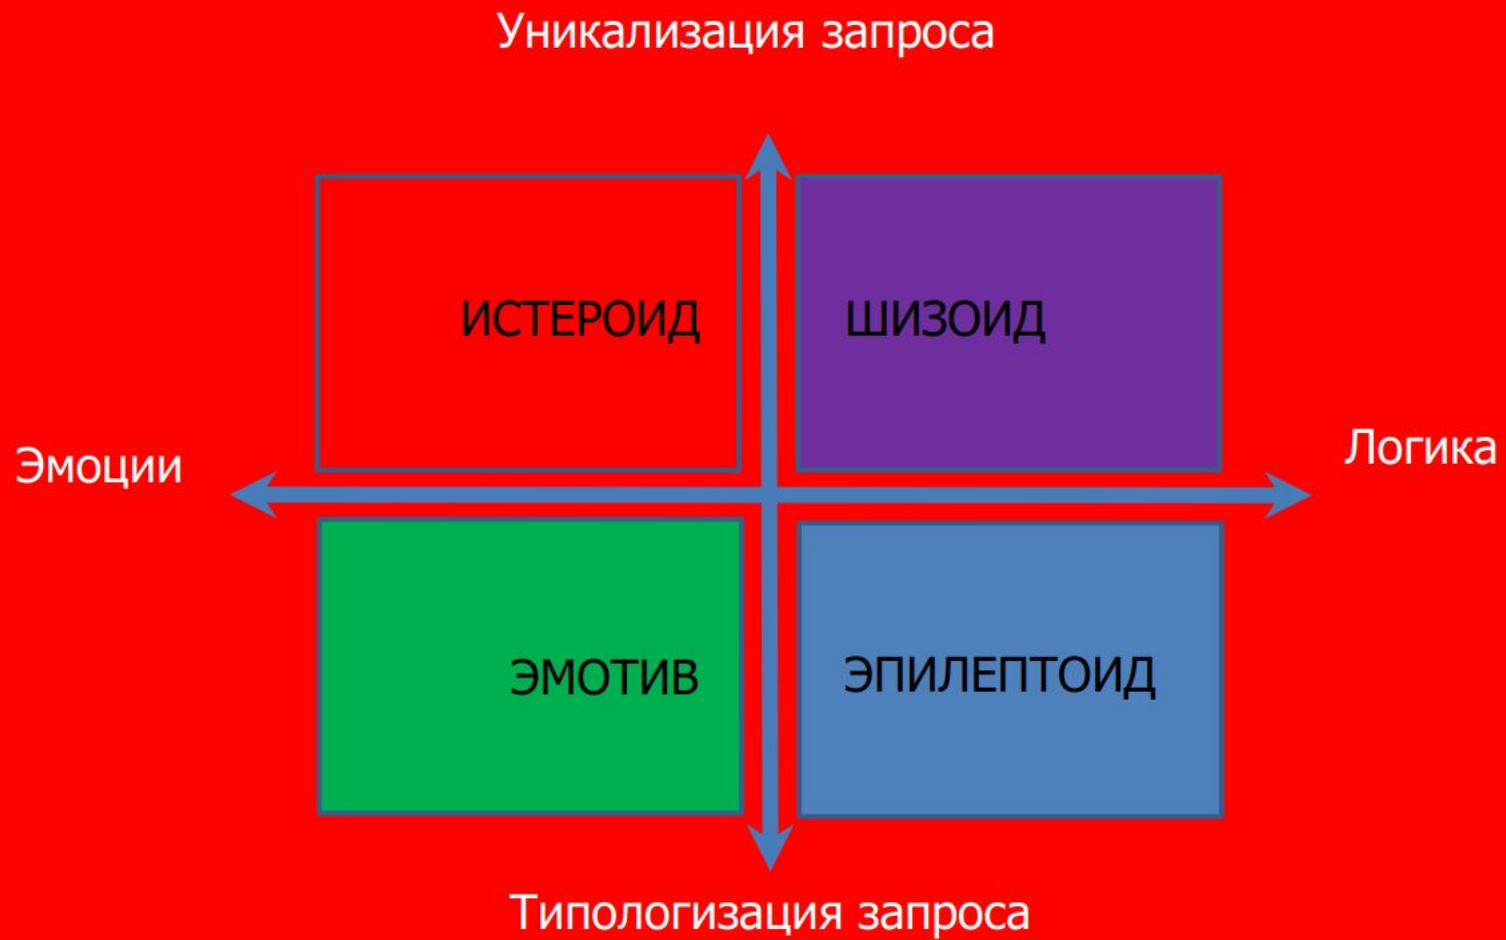 Уникализация запроса
ИСТЕРОИД
ШИЗОИД
Эмоции
Логика
ЭМОТИВ
ЭПИЛЕПТОИД
Типологизация запроса